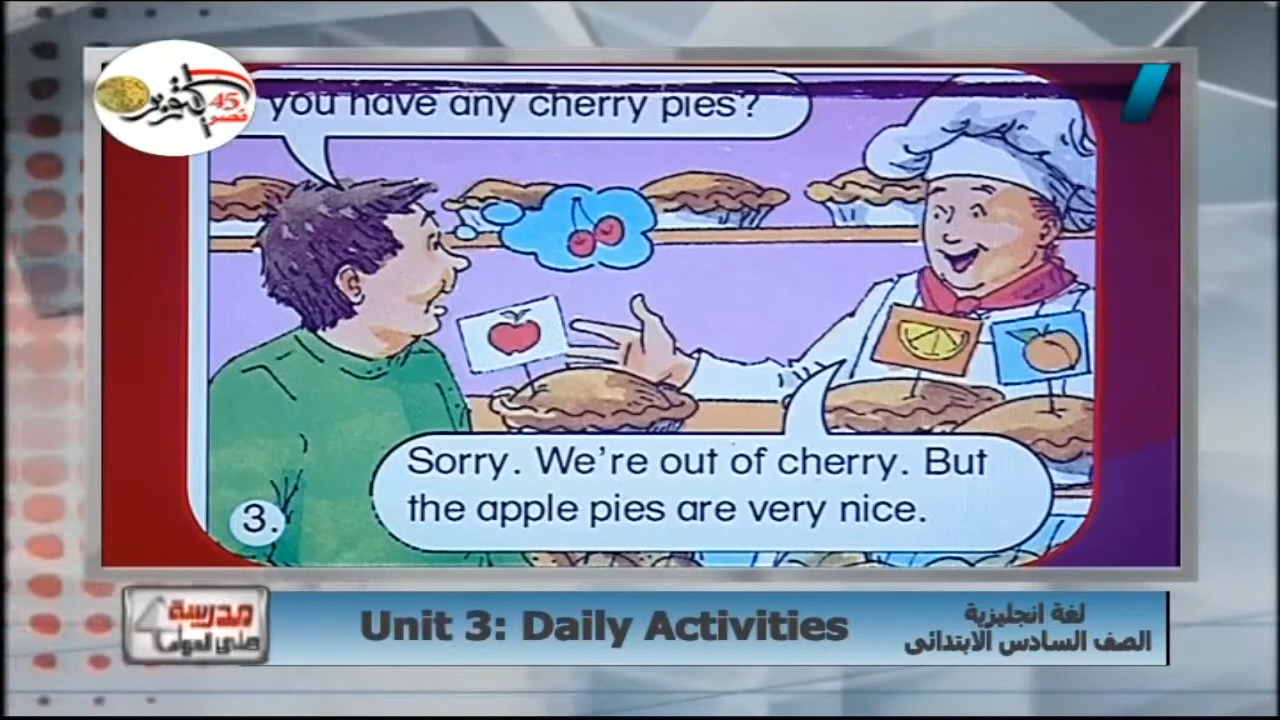 45
you have any cherry pies?
Sorry. We're out of cherry. But
the apple pies are very nice.
3.
مدرسة
على الهواء
Unit 3: Daily Activities
لغة انجليزية
الصف السادس الابتدائى